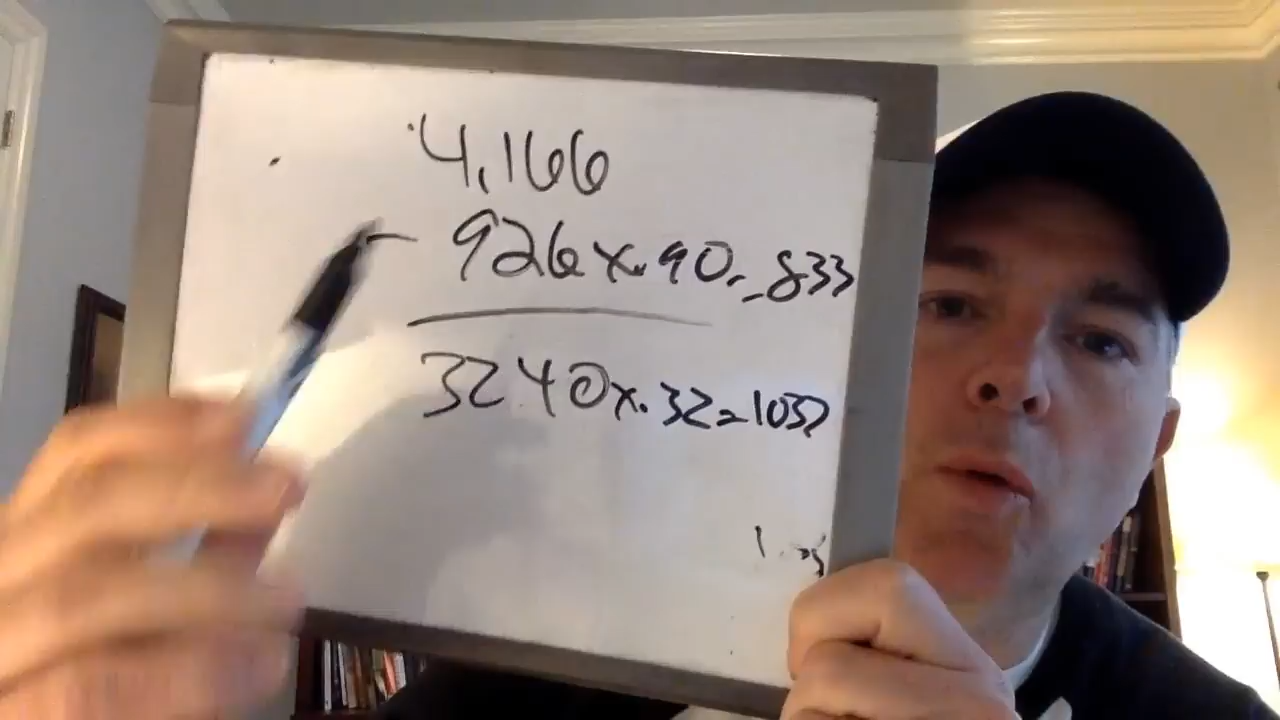 4,166
- 926 x .90 = 833
3240 x .32 = 1037